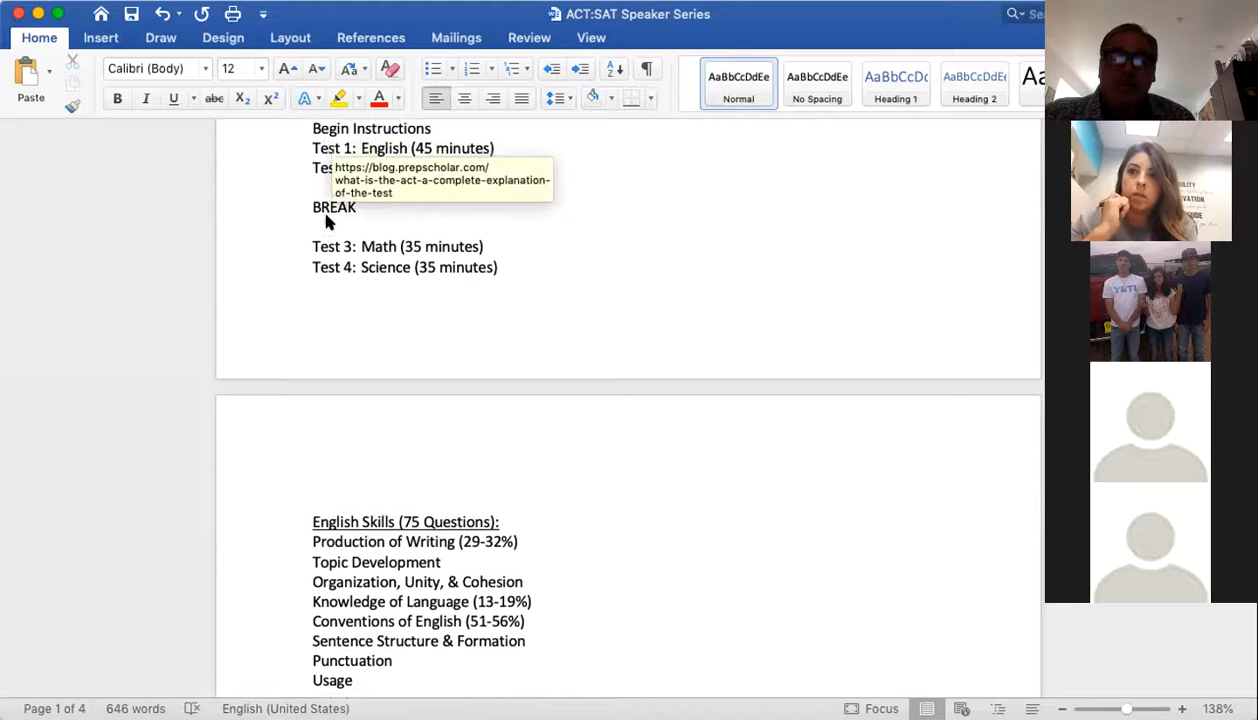 ACT:SAT Speaker Series
Home Insert Draw Design Layout References Mailings Review View
Paste
Calibri (Body) 12
AaBbCcDdEe AaBbCcDdEe AaBbCcDc AaBbCcDdEe
Normal No Spacing Heading 1 Heading 2
Begin Instructions
Test 1: English (45 minutes)
Tes
https://blog.prepscholar.com/
what-is-the-act-a-complete-explanation-
of-the-test
BREAK
Test 3: Math (35 minutes)
Test 4: Science (35 minutes)
English Skills (75 Questions):
Production of Writing (29-32%)
Topic Development
Organization, Unity, & Cohesion
Knowledge of Language (13-19%)
Conventions of English (51-56%)
Sentence Structure & Formation
Punctuation
Usage
YETI
Page 1 of 4 646 words English (United States) Focus 138%